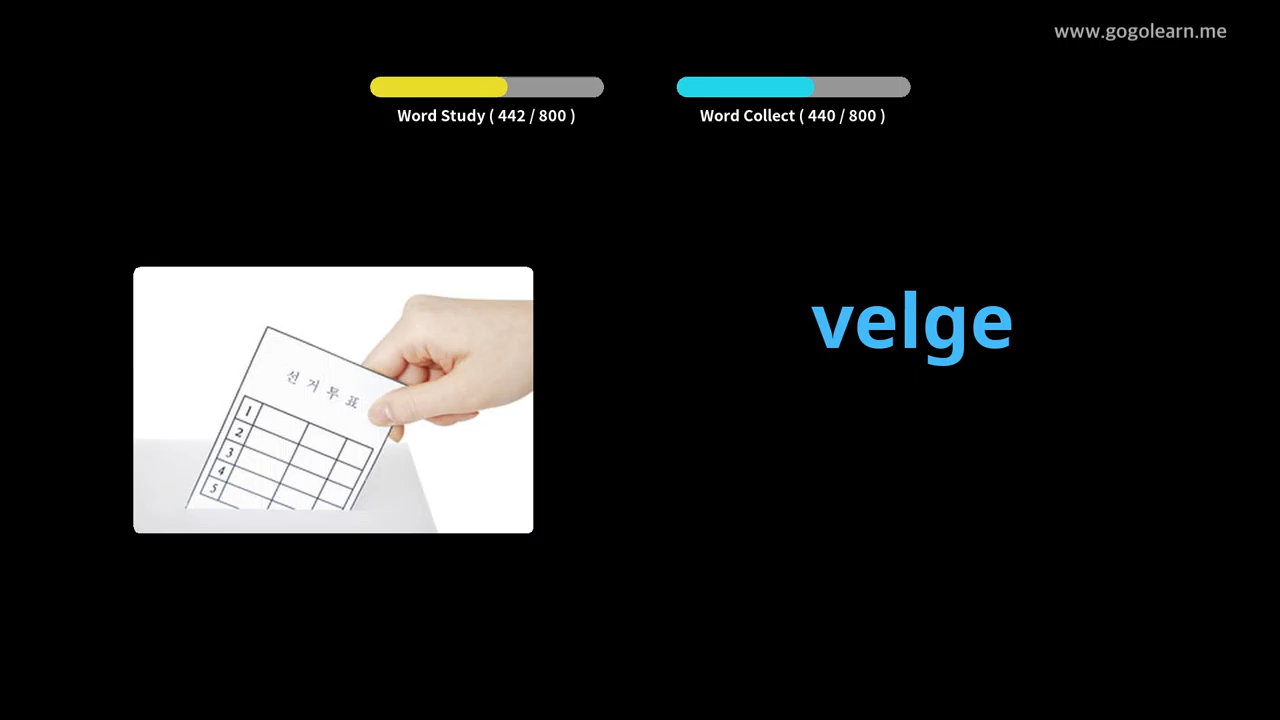 www.gogolearn.me
Word Study ( 442 / 800 )
Word Collect ( 440 / 800 )
velge
선거투표
1
2
3
4
5